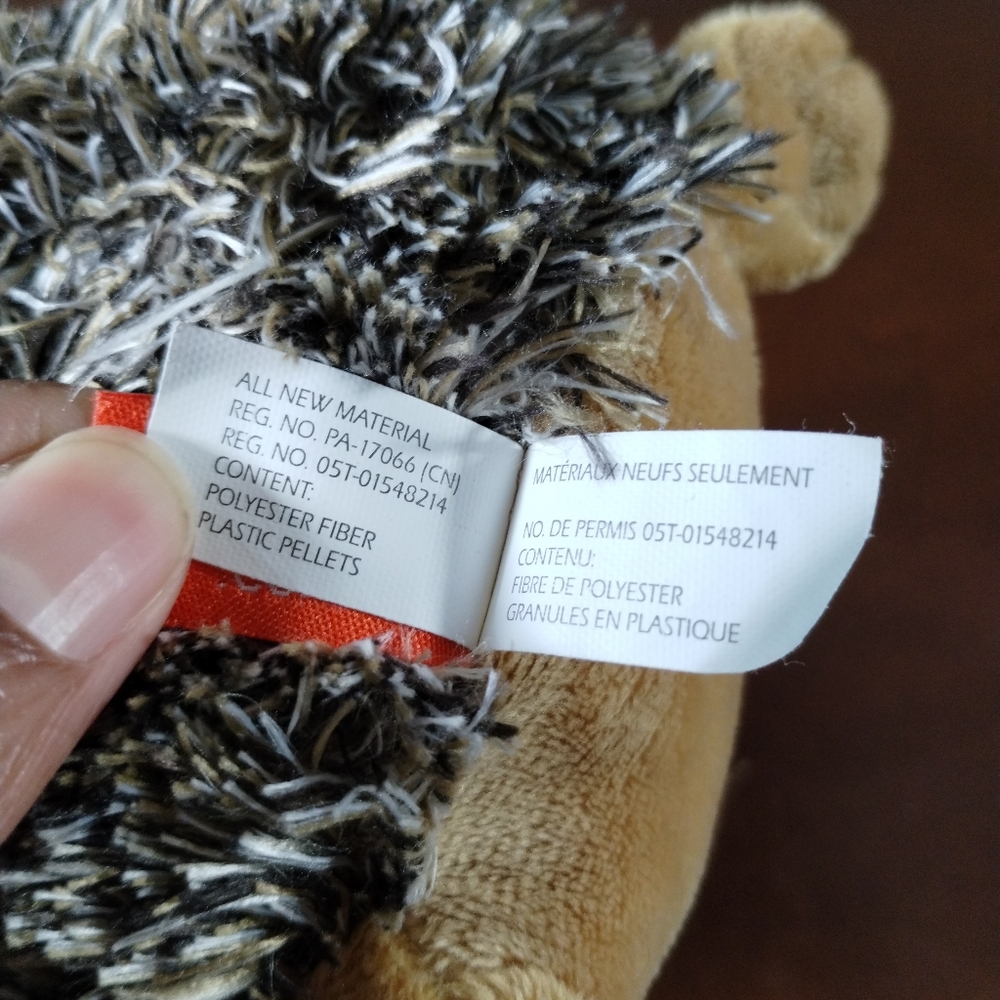 ALL NEW MATERIAL
REG. NO. PA-17066 (CN)
REG. NO. 05T-01548214
CONTENT:
POLYESTER FIBER
PLASTIC PELLETS
MATÉRIAUX NEUFS SEULEMENT
NO. DE PERMIS 05T-01548214
CONTENU:
FIBRE DE POLYESTER
GRANULES EN PLASTIQUE